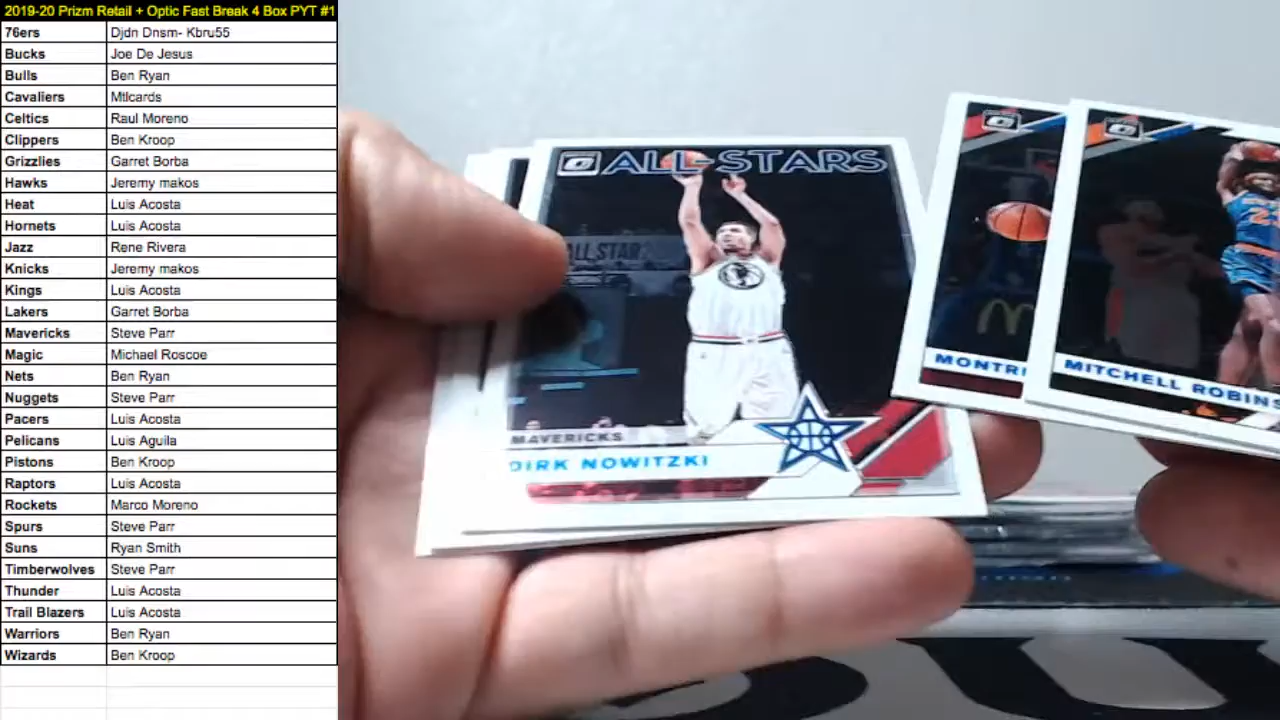 2019-20 Prizm Retail + Optic Fast Break 4 Box PYT #1
76ers Djdn Dnsm- Kbru55
Bucks Joe De Jesus
Bulls Ben Ryan
Cavaliers Mtlcards
Celtics Raul Moreno
Clippers Ben Kroop
Grizzlies Garret Borba
Hawks Jeremy makos
Heat Luis Acosta
Hornets Luis Acosta
Jazz Rene Rivera
Knicks Jeremy makos
Kings Luis Acosta
Lakers Garret Borba
Mavericks Steve Parr
Magic Michael Roscoe
Nets Ben Ryan
Nuggets Steve Parr
Pacers Luis Acosta
Pelicans Luis Aguila
Pistons Ben Kroop
Raptors Luis Acosta
Rockets Marco Moreno
Spurs Steve Parr
Suns Ryan Smith
Timberwolves Steve Parr
Thunder Luis Acosta
Trail Blazers Luis Acosta
Warriors Ben Ryan
Wizards Ben Kroop
ALL-STARS
ALL STAR
MAVERICKS
DIRK NOWITZKI
MONTR
MITCHELL ROBINS